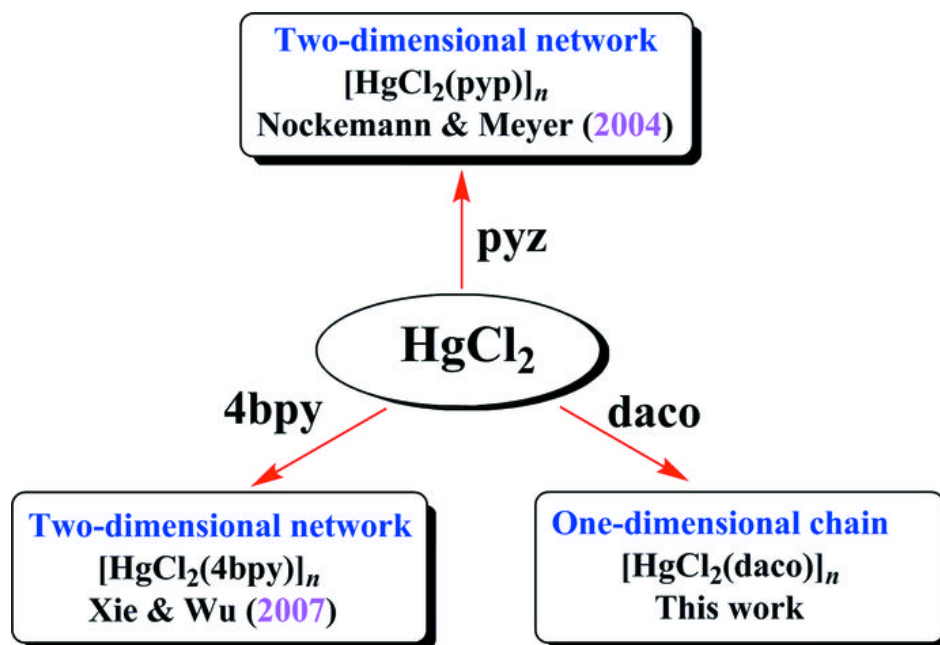 Two-dimensional network
[HgCl₂(pyp)]ₙ
Nockemann & Meyer (2004)
pyz
HgCl₂
4bpy
daco
Two-dimensional network
[HgCl₂(4bpy)]ₙ
Xie & Wu (2007)
One-dimensional chain
[HgCl₂(daco)]ₙ
This work